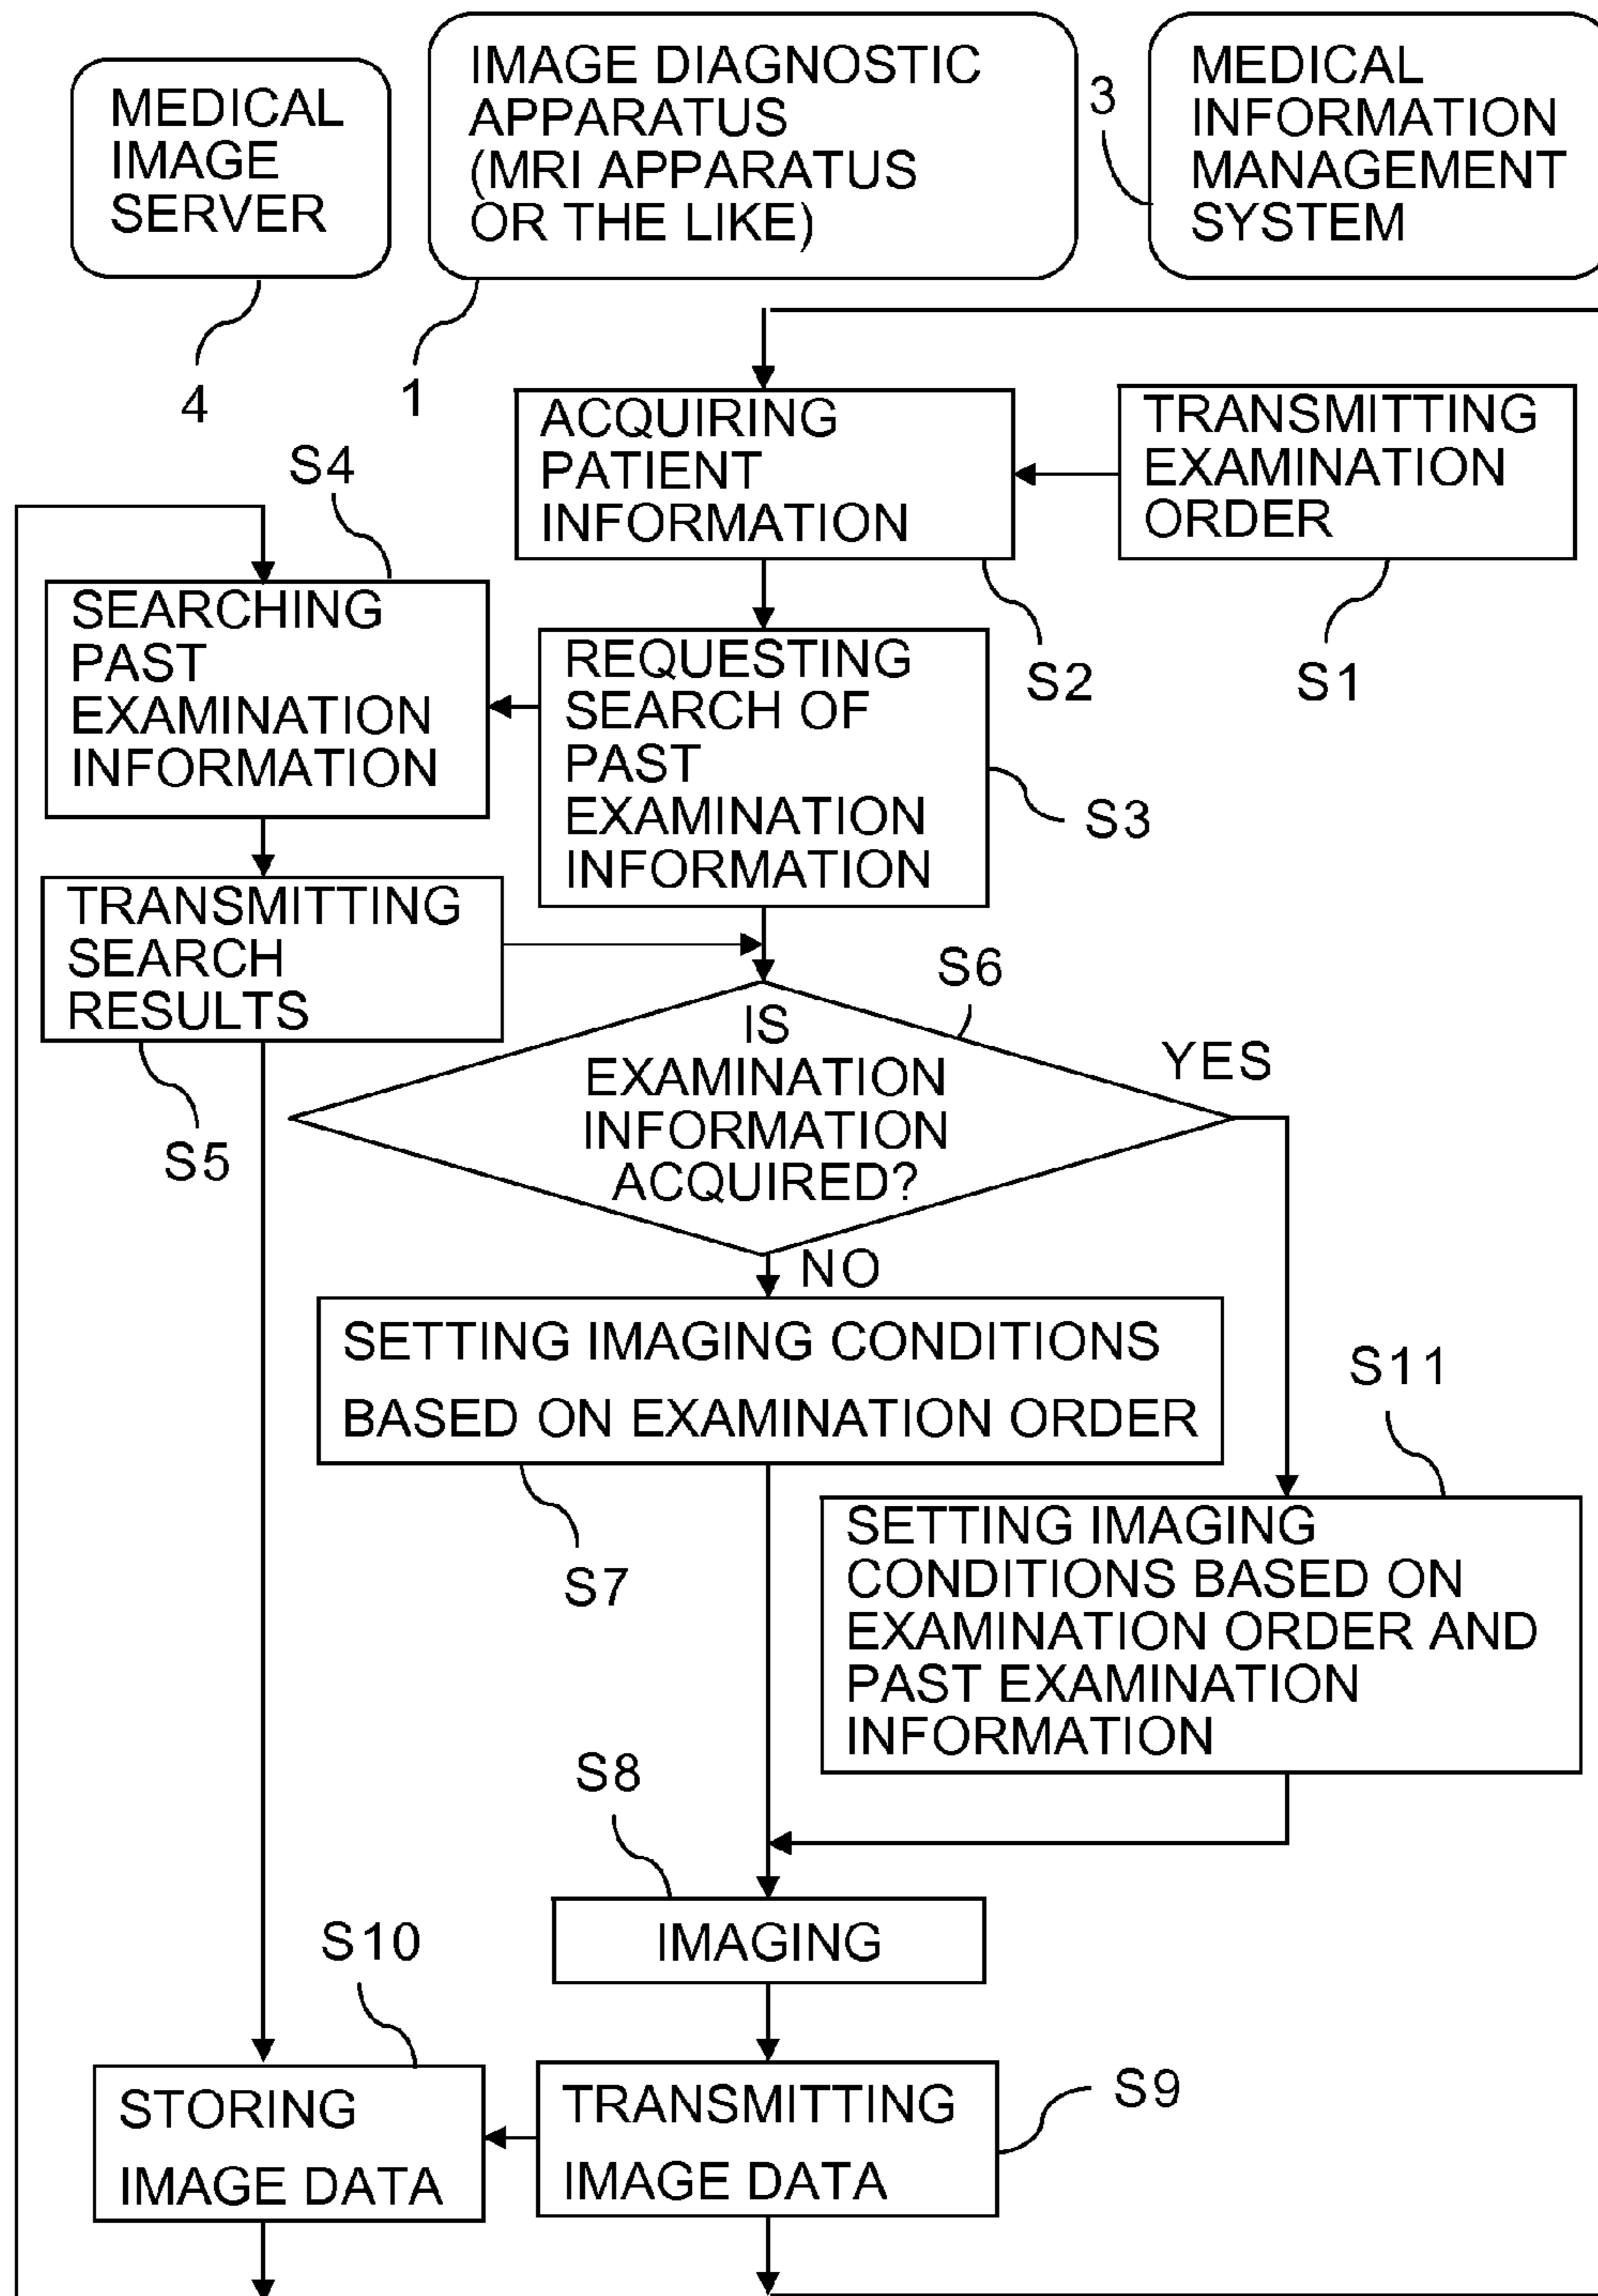 MEDICAL
IMAGE
SERVER
4
IMAGE DIAGNOSTIC
APPARATUS
(MRI APPARATUS
OR THE LIKE)
1
3
MEDICAL
INFORMATION
MANAGEMENT
SYSTEM
ACQUIRING
PATIENT
INFORMATION
S2
TRANSMITTING
EXAMINATION
ORDER
S1
S4
SEARCHING
PAST
EXAMINATION
INFORMATION
REQUESTING
SEARCH OF
PAST
EXAMINATION
INFORMATION
S3
TRANSMITTING
SEARCH
RESULTS
S5
S6
IS
EXAMINATION
INFORMATION
ACQUIRED?
YES
NO
SETTING IMAGING CONDITIONS
BASED ON EXAMINATION ORDER
S7
S11
SETTING IMAGING
CONDITIONS BASED ON
EXAMINATION ORDER AND
PAST EXAMINATION
INFORMATION
S8
IMAGING
S10
STORING
IMAGE DATA
TRANSMITTING
IMAGE DATA
S9